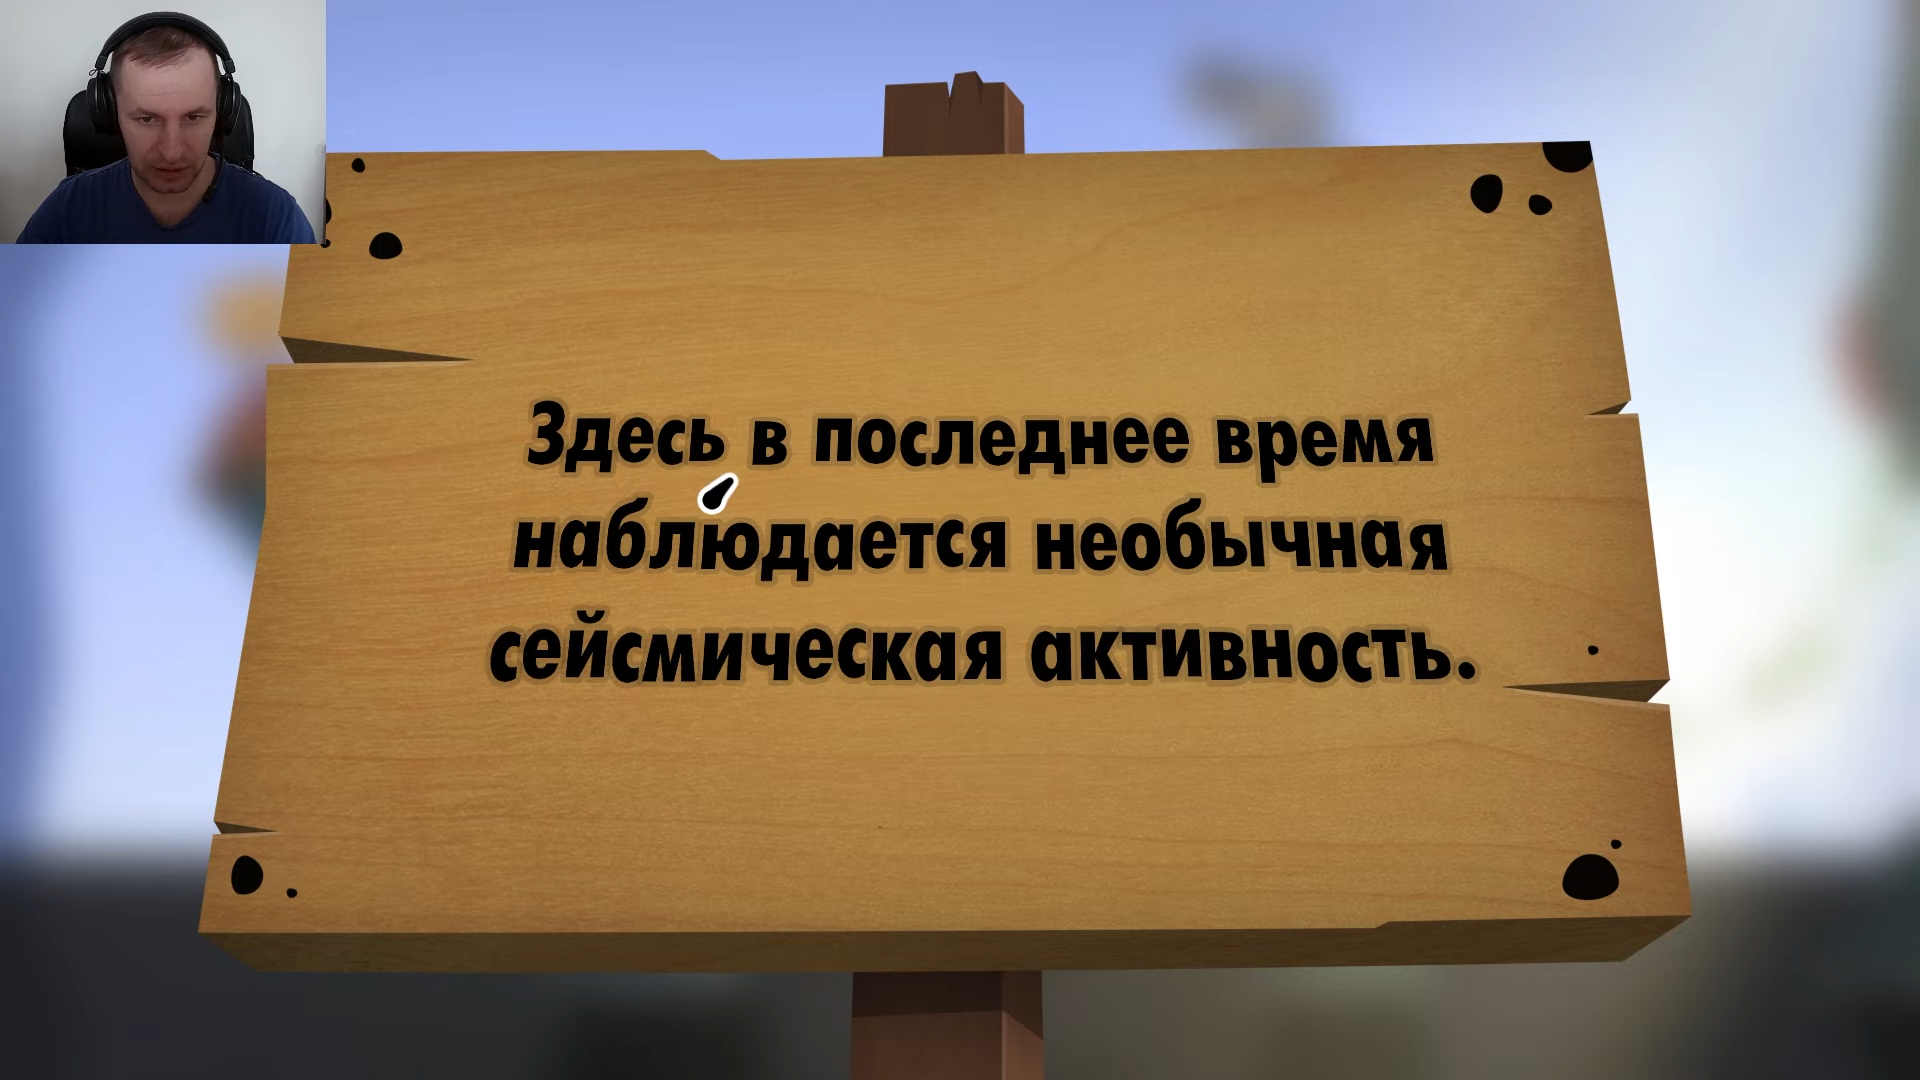 Здесь в последнее время
наблюдается необычная
сейсмическая активность.